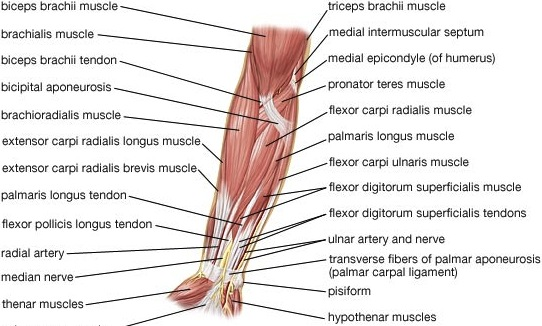 biceps brachii muscle
brachialis muscle
biceps brachii tendon
bicipital aponeurosis
brachioradialis muscle
extensor carpi radialis longus muscle
extensor carpi radialis brevis muscle
palmaris longus tendon
flexor pollicis longus tendon
radial artery
median nerve
thenar muscles
triceps brachii muscle
medial intermuscular septum
medial epicondyle (of humerus)
pronator teres muscle
flexor carpi radialis muscle
palmaris longus muscle
flexor carpi ulnaris muscle
flexor digitorum superficialis muscle
flexor digitorum superficialis tendons
ulnar artery and nerve
transverse fibers of palmar aponeurosis
(palmar carpal ligament)
pisiform
hypothenar muscles